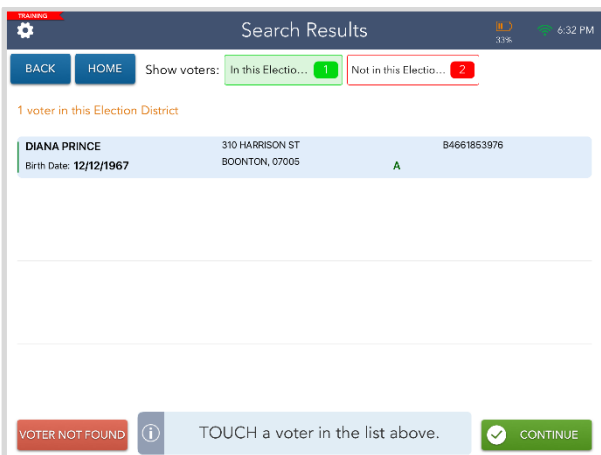 TRAINING
Search Results
33%
6:32 PM
BACK
HOME
Show voters:
In this Electio... 1
Not in this Electio... 2
1 voter in this Election District
DIANA PRINCE 310 HARRISON ST B4661853976
Birth Date: 12/12/1967 BOONTON, 07005 A
VOTER NOT FOUND
i
TOUCH a voter in the list above.
CONTINUE